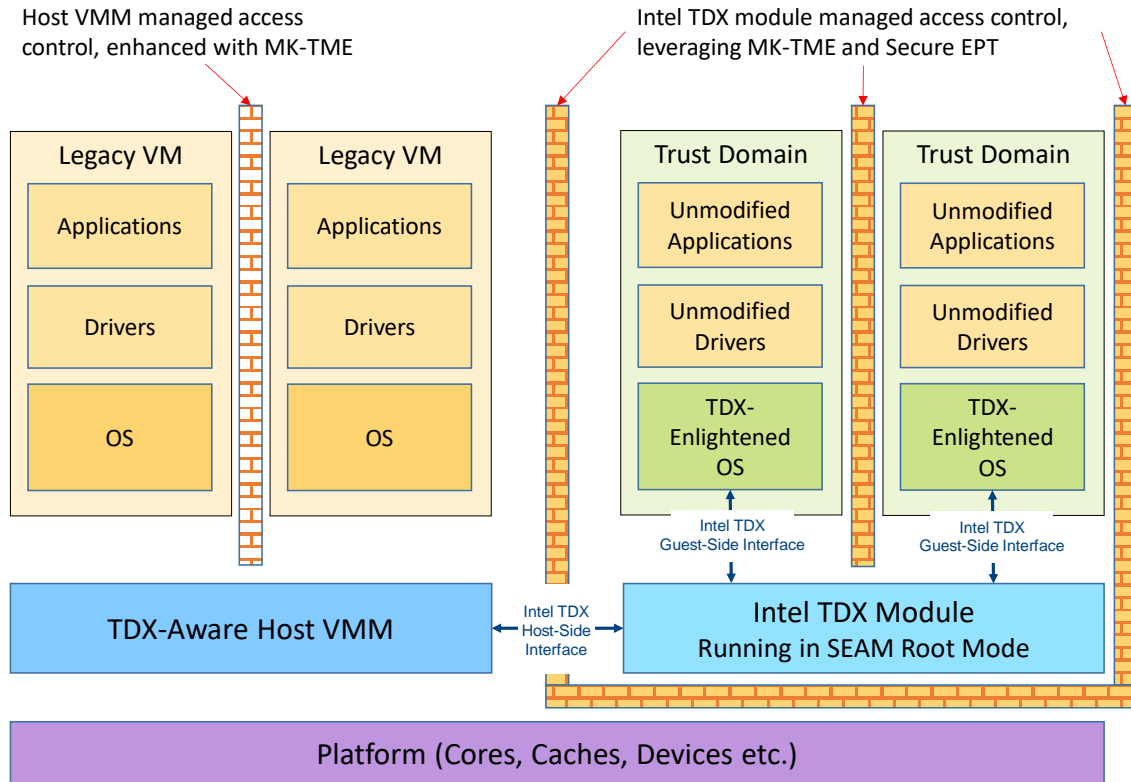 Host VMM managed access
control, enhanced with MK-TME
Intel TDX module managed access control,
leveraging MK-TME and Secure EPT
Legacy VM
Applications
Drivers
OS
Legacy VM
Applications
Drivers
OS
Trust Domain
Unmodified
Applications
Unmodified
Drivers
TDX-
Enlightened
OS
Trust Domain
Unmodified
Applications
Unmodified
Drivers
TDX-
Enlightened
OS
Intel TDX
Guest-Side Interface
Intel TDX
Guest-Side Interface
TDX-Aware Host VMM
Intel TDX
Host-Side
Interface
Intel TDX Module
Running in SEAM Root Mode
Platform (Cores, Caches, Devices etc.)